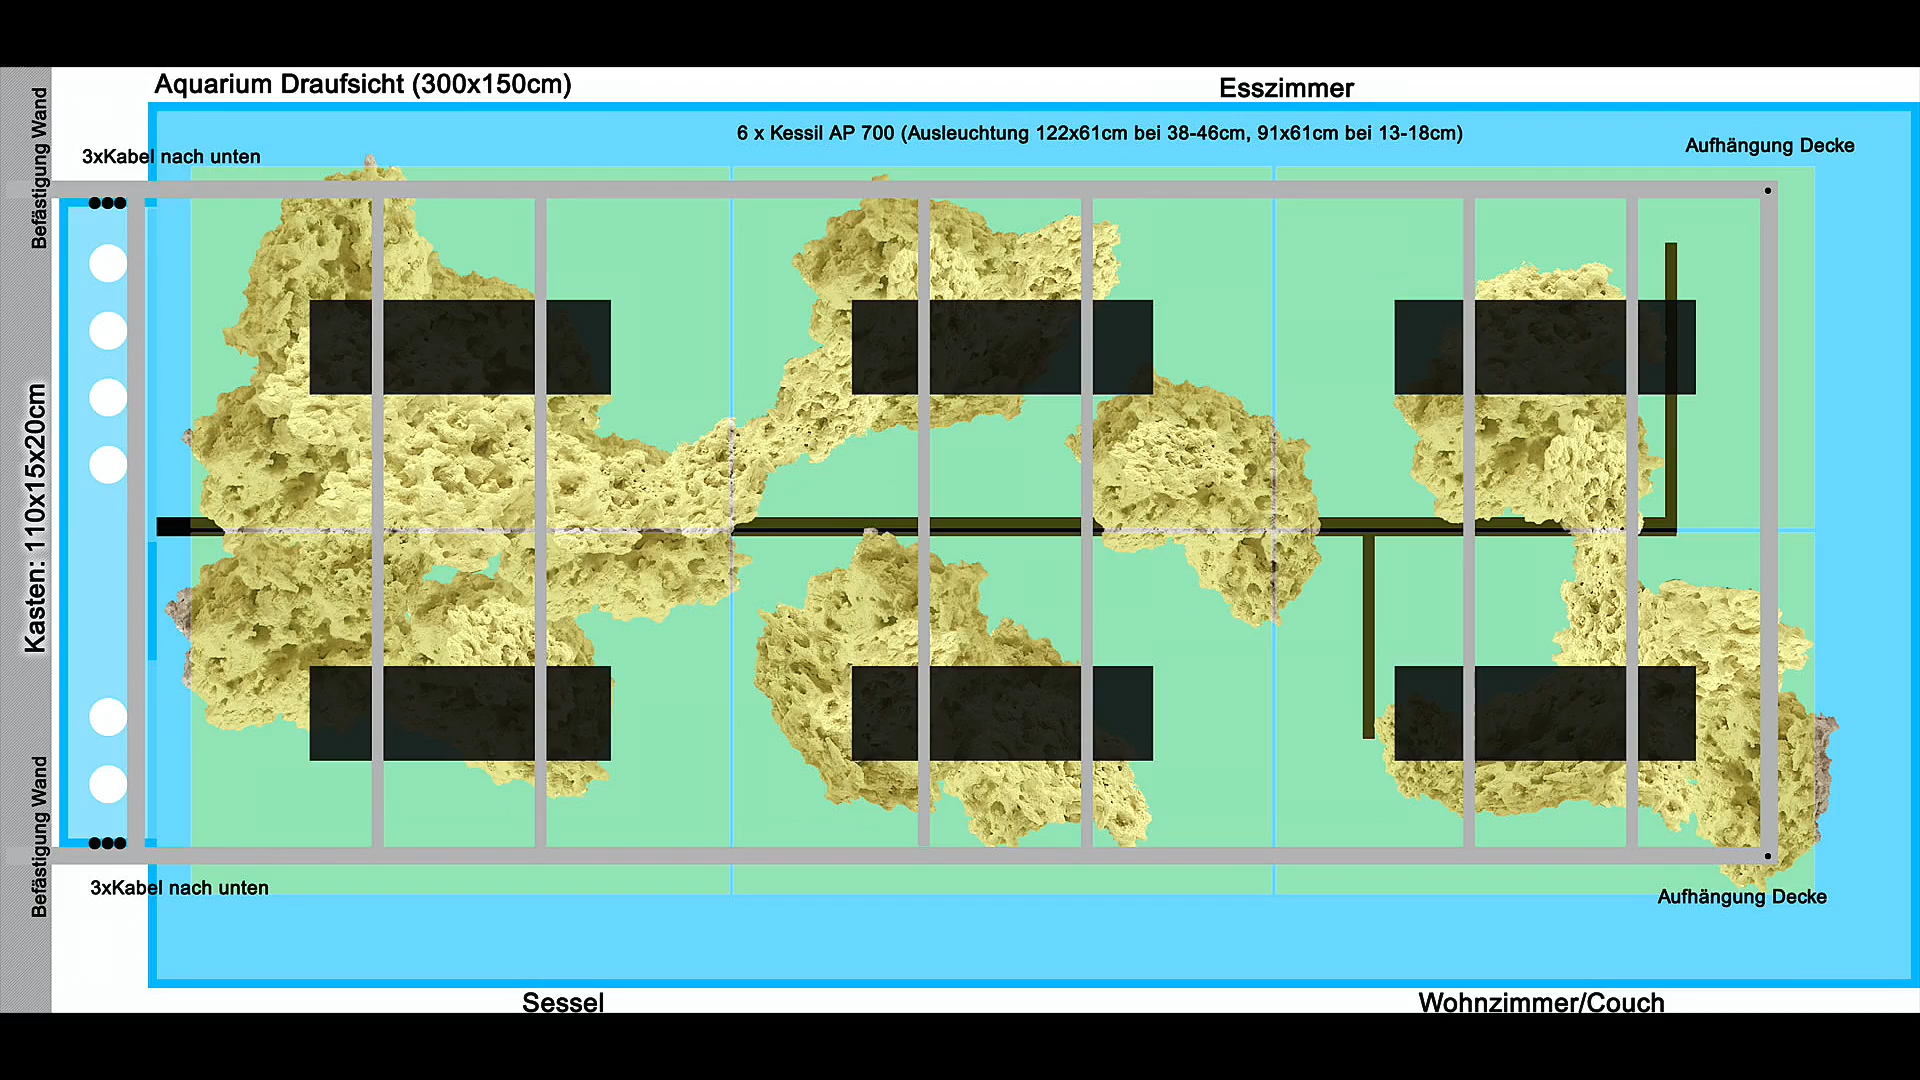 Aquarium Draufsicht (300x150cm)
Esszimmer
6 x Kessil AP 700 (Ausleuchtung 122x61cm bei 38-46cm, 91x61cm bei 13-18cm)
Aufhängung Decke
3xKabel nach unten
Befästigung Wand
Kasten: 110x15x20cm
Befästigung Wand
3xKabel nach unten
Aufhängung Decke
Sessel
Wohnzimmer/Couch